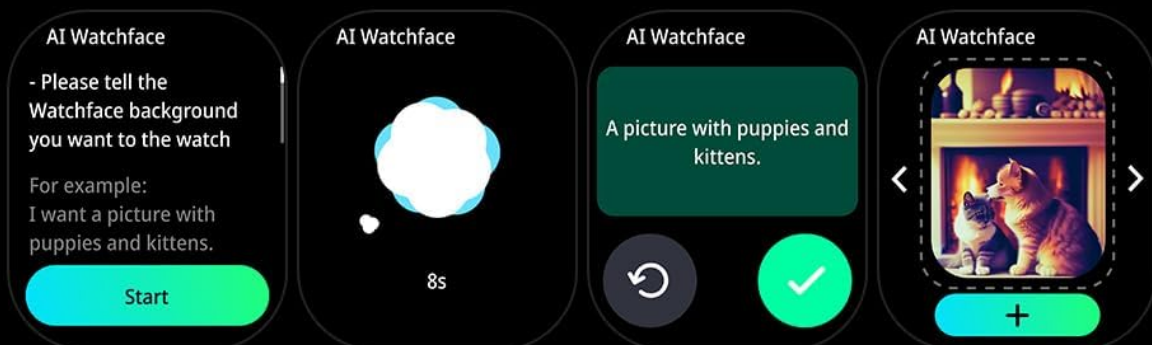 AI Watchface
- Please tell the
Watchface background
you want to the watch
For example:
I want a picture with
puppies and kittens.
Start
AI Watchface
8s
AI Watchface
A picture with puppies and
kittens.
AI Watchface